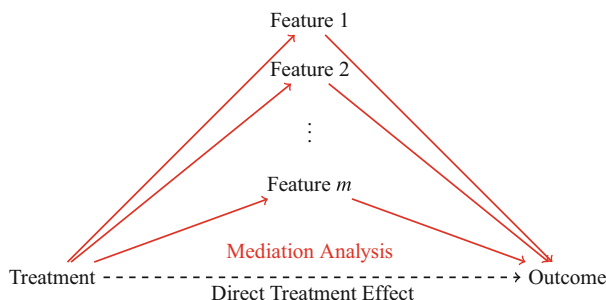 Feature 1
Feature 2
⋮
Feature m
Mediation Analysis
Treatment
Outcome
Direct Treatment Effect